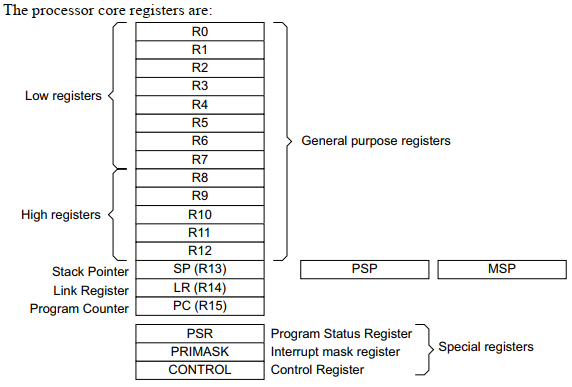 The processor core registers are:
R0
R1
R2
R3
Low registers
R4
R5
R6
General purpose registers
R7
R8
R9
High registers
R10
R11
R12
Stack Pointer SP (R13) PSP MSP
Link Register LR (R14)
Program Counter PC (R15)
PSR Program Status Register
PRIMASK Interrupt mask register Special registers
CONTROL Control Register